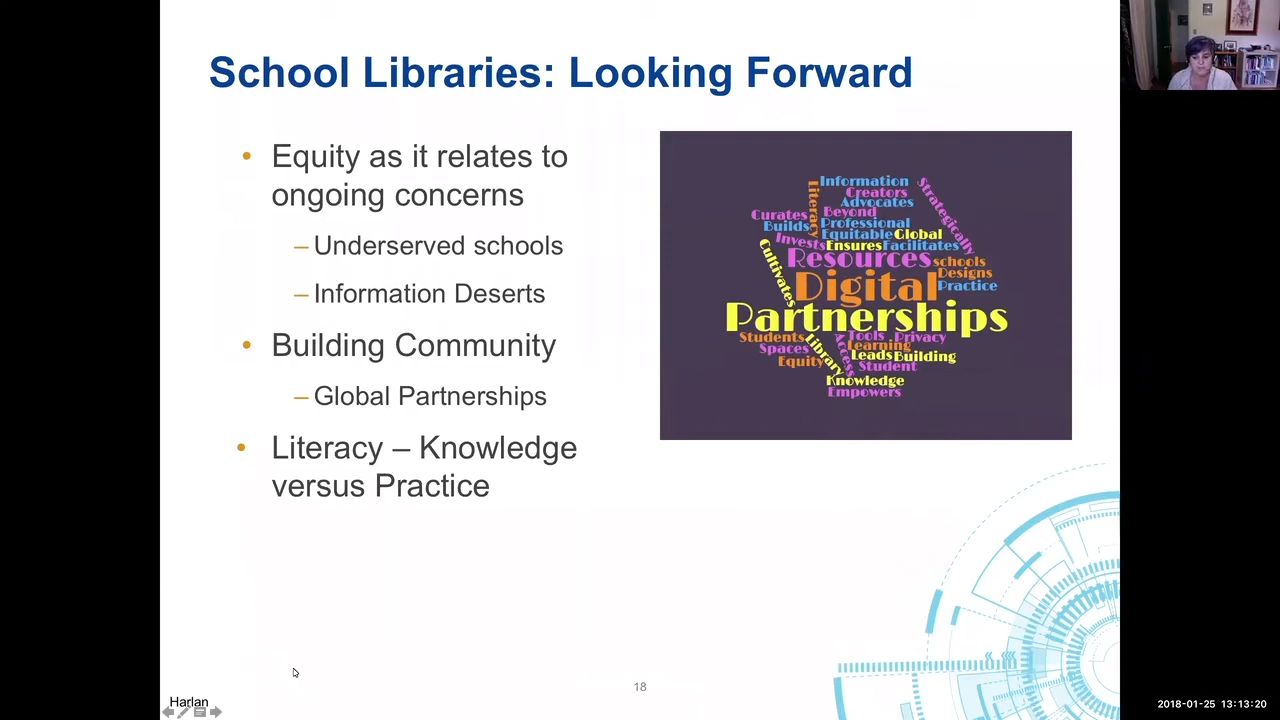 School Libraries: Looking Forward
• Equity as it relates to
ongoing concerns
– Underserved schools
– Information Deserts
• Building Community
– Global Partnerships
• Literacy – Knowledge
versus Practice
Information
Creators
Advocates
Literacy
Strategically
Curates
Beyond
Builds
Professional
Equitable
Global
Invests
Ensures
Facilitates
Cultivates
Resources
schools
Designs
Digital
Practice
Partnerships
Students
Library
Access
Tools
Privacy
Spaces
Learning
Equity
Leads
Building
Student
Knowledge
Empowers
18
Harlan
2018-01-25 13:13:20